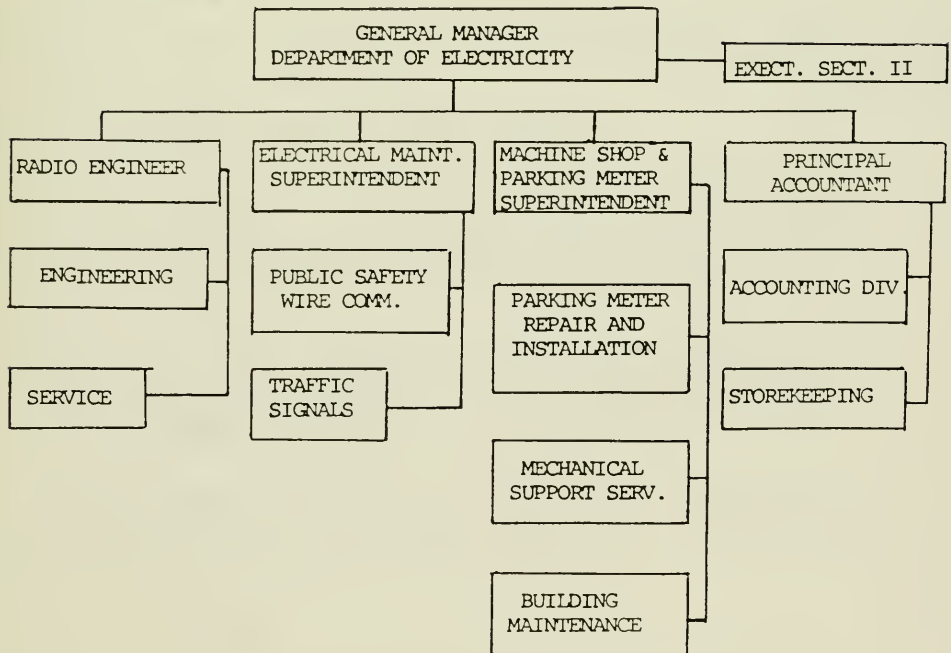 GENERAL MANAGER
DEPARTMENT OF ELECTRICITY
EXECT. SECT. II
RADIO ENGINEER
ELECTRICAL MAINT.
SUPERINTENDENT
MACHINE SHOP &
PARKING METER
SUPERINTENDENT
PRINCIPAL
ACCOUNTANT
ENGINEERING
PUBLIC SAFETY
WIRE COMM.
PARKING METER
REPAIR AND
INSTALLATION
ACCOUNTING DIV.
SERVICE
TRAFFIC
SIGNALS
STOREKEEPING
MECHANICAL
SUPPORT SERV.
BUILDING
MAINTENANCE